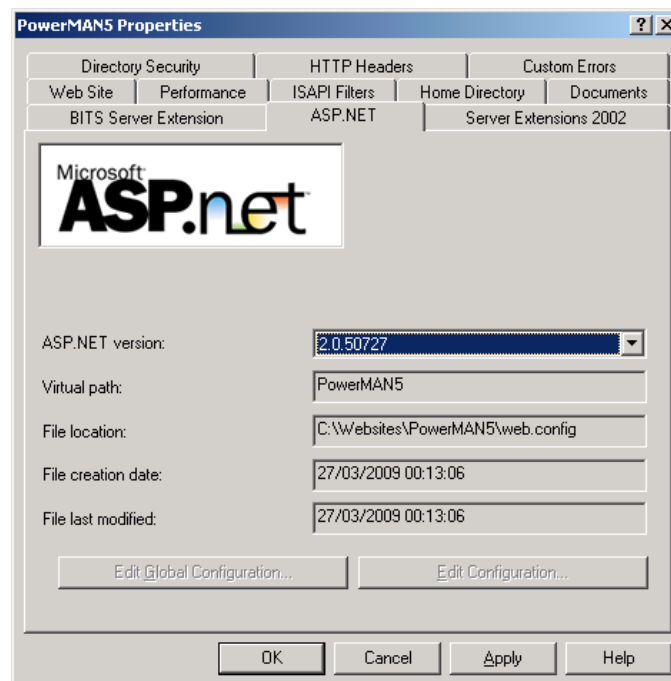 PowerMAN5 Properties
Directory Security HTTP Headers Custom Errors
Web Site Performance ISAPI Filters Home Directory Documents
BITS Server Extension ASP.NET Server Extensions 2002
Microsoft
ASP.net
ASP.NET version: 2.0.50727
Virtual path: PowerMAN5
File location: C:\Websites\PowerMAN5\web.config
File creation date: 27/03/2009 00:13:06
File last modified: 27/03/2009 00:13:06
Edit Global Configuration... Edit Configuration...
OK Cancel Apply Help